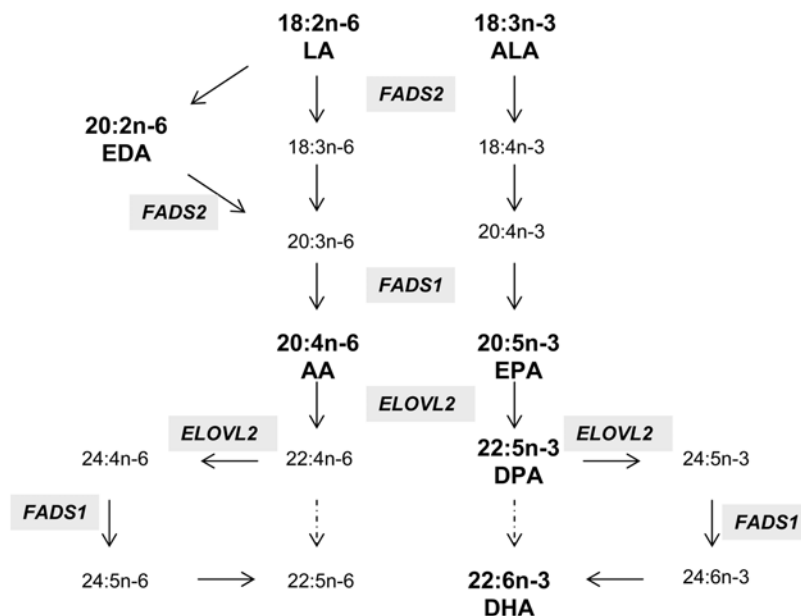 18:2n-6 18:3n-3
LA ALA
FADS2
20:2n-6
EDA
18:3n-6 18:4n-3
FADS2
20:3n-6 20:4n-3
FADS1
20:4n-6 20:5n-3
AA EPA
ELOVL2
ELOVL2 ELOVL2
24:4n-6 22:4n-6 22:5n-3 24:5n-3
DPA
FADS1 FADS1
24:5n-6 22:5n-6 22:6n-3 24:6n-3
DHA